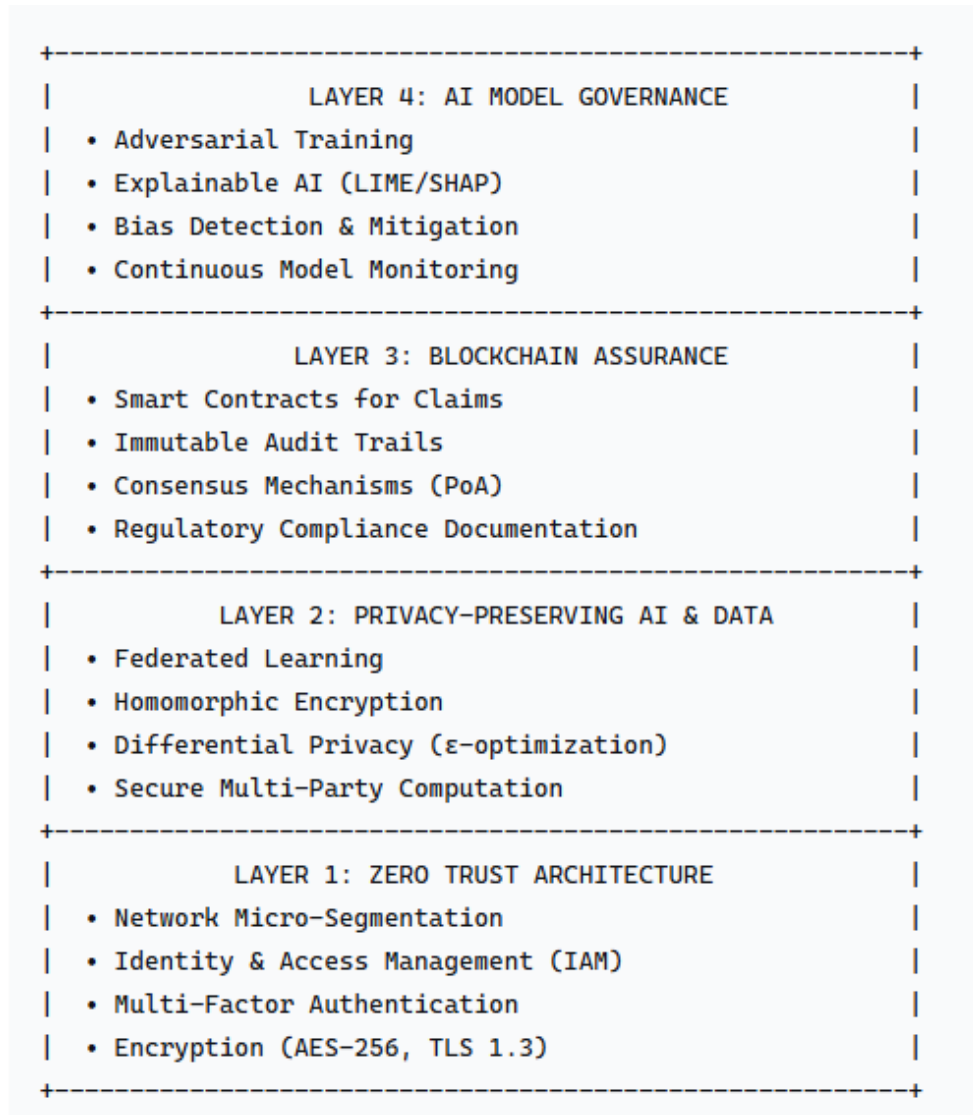 +---------------------------------------------------------+
| LAYER 4: AI MODEL GOVERNANCE |
| • Adversarial Training |
| • Explainable AI (LIME/SHAP) |
| • Bias Detection & Mitigation |
| • Continuous Model Monitoring |
+---------------------------------------------------------+
| LAYER 3: BLOCKCHAIN ASSURANCE |
| • Smart Contracts for Claims |
| • Immutable Audit Trails |
| • Consensus Mechanisms (PoA) |
| • Regulatory Compliance Documentation |
+---------------------------------------------------------+
| LAYER 2: PRIVACY-PRESERVING AI & DATA |
| • Federated Learning |
| • Homomorphic Encryption |
| • Differential Privacy (ε-optimization) |
| • Secure Multi-Party Computation |
+---------------------------------------------------------+
| LAYER 1: ZERO TRUST ARCHITECTURE |
| • Network Micro-Segmentation |
| • Identity & Access Management (IAM) |
| • Multi-Factor Authentication |
| • Encryption (AES-256, TLS 1.3) |
+---------------------------------------------------------+